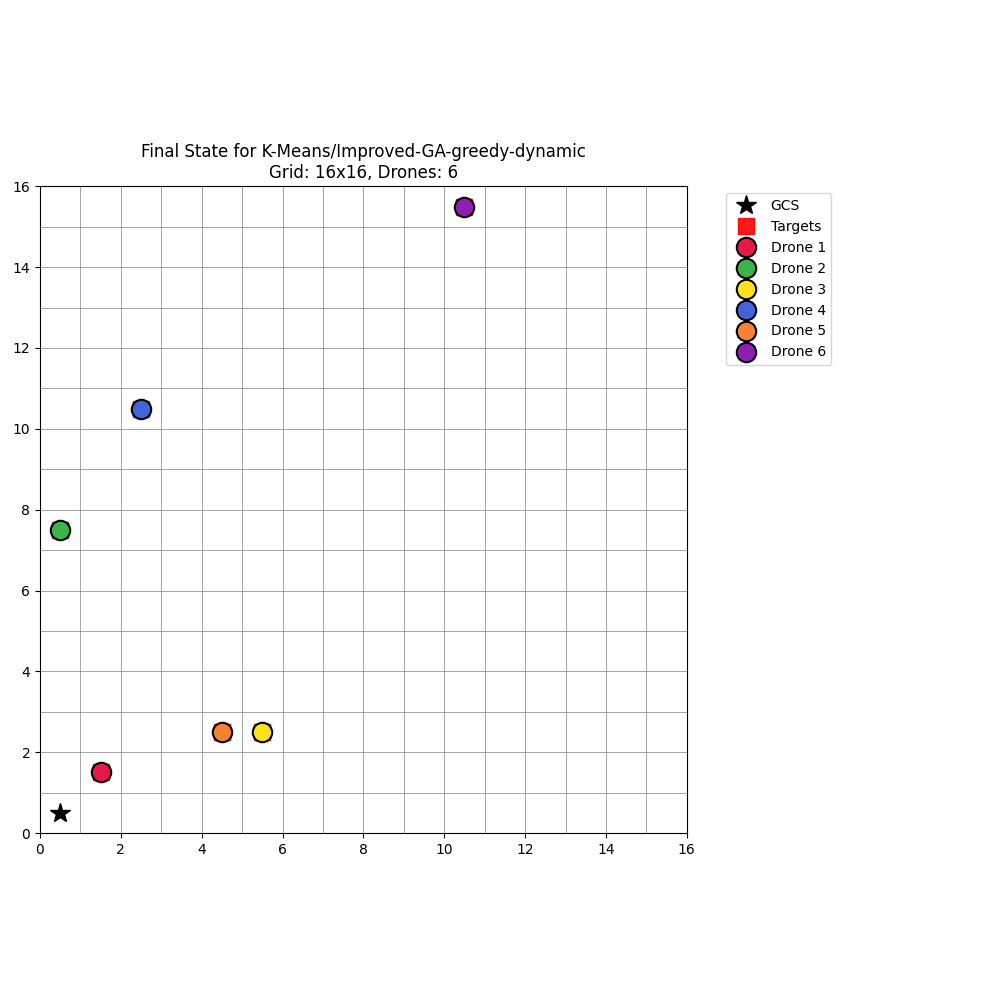 Final State for K-Means/Improved-GA-greedy-dynamic
Grid: 16x16, Drones: 6
16
14
12
10
8
6
4
2
0
0 2 4 6 8 10 12 14 16
GCS
Targets
Drone 1
Drone 2
Drone 3
Drone 4
Drone 5
Drone 6